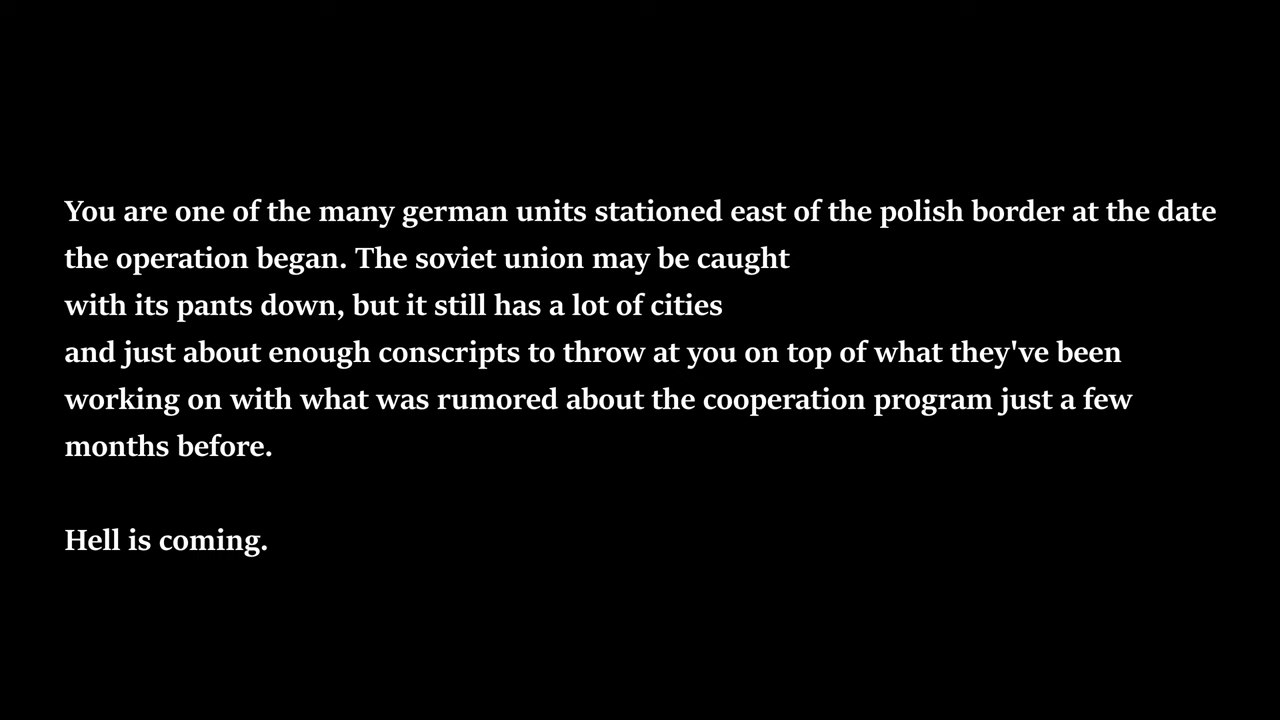 You are one of the many german units stationed east of the polish border at the date
the operation began. The soviet union may be caught
with its pants down, but it still has a lot of cities
and just about enough conscripts to throw at you on top of what they've been
working on with what was rumored about the cooperation program just a few
months before.
Hell is coming.